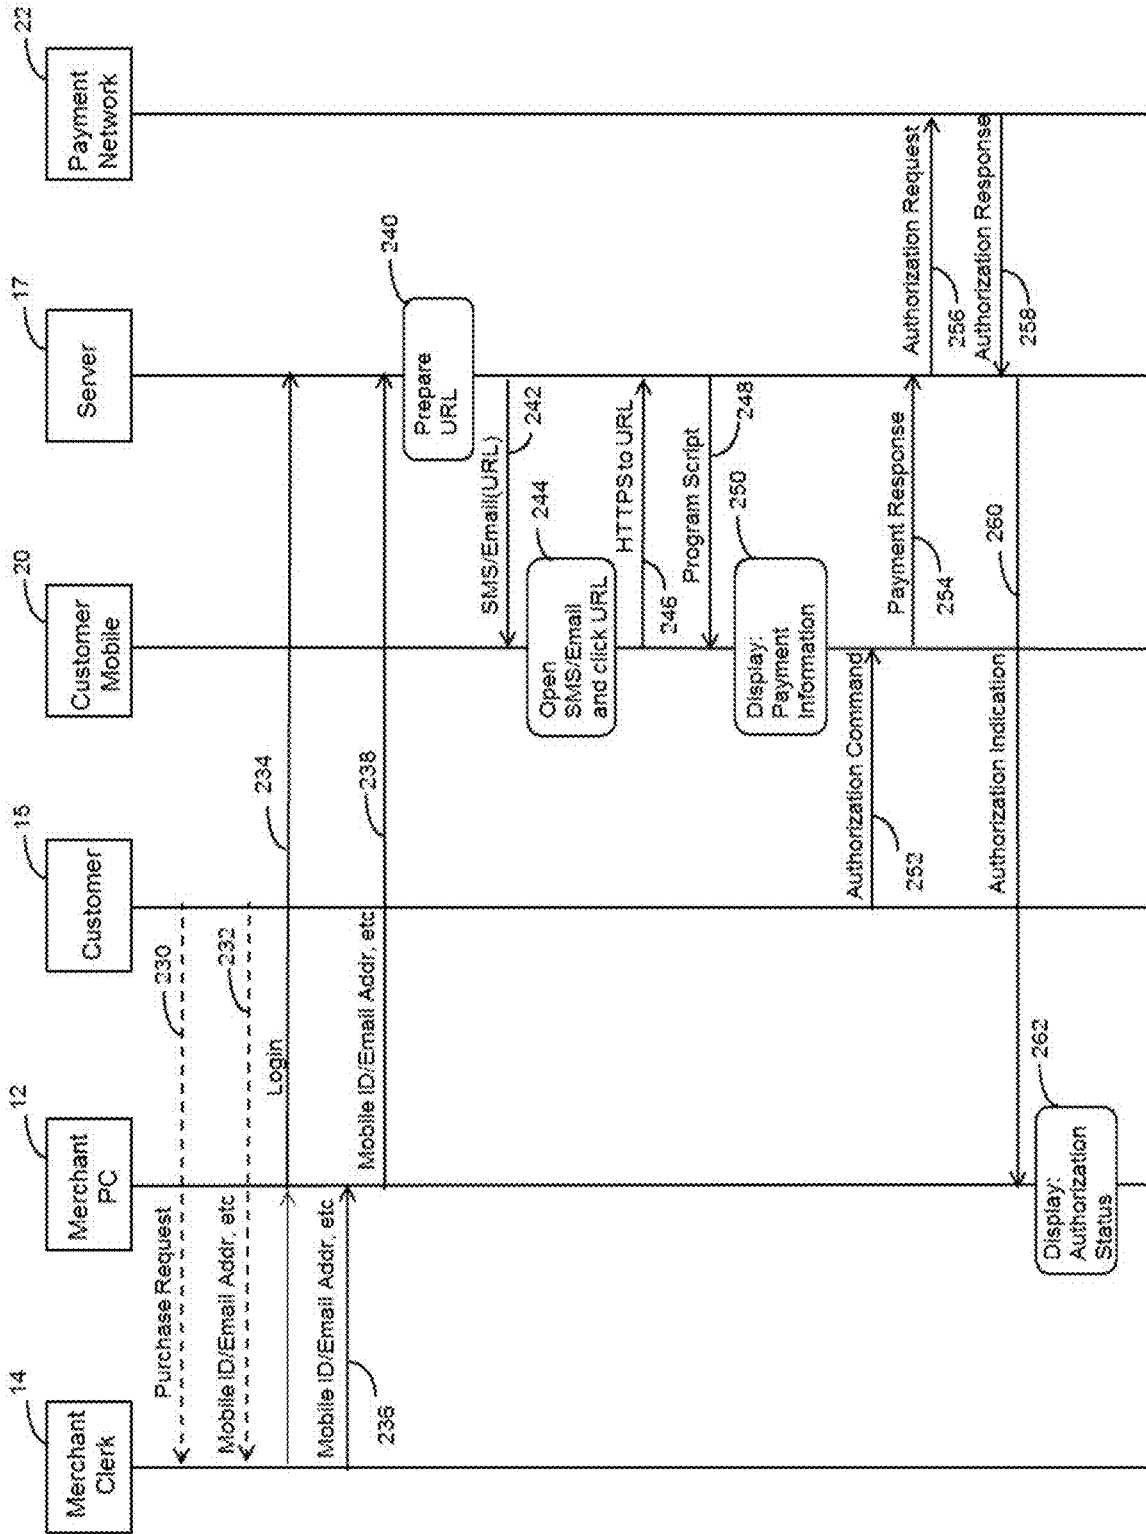 14
Merchant
Clerk
12
Merchant
PC
15
Customer
20
Customer
Mobile
17
Server
22
Payment
Network
Purchase Request
230
Mobile ID/Email Addr, etc
232
Login
234
Mobile ID/Email Addr, etc
236
Mobile ID/Email Addr, etc
238
Prepare
URL
240
SMS/Email(URL)
242
Open
SMS/Email
and click URL
244
HTTPS to URL
246
Program Script
248
Display:
Payment
Information
250
Authorization Command
252
Payment Response
254
Authorization Request
256
Authorization Response
258
Authorization Indication
260
Display:
Authorization
Status
262